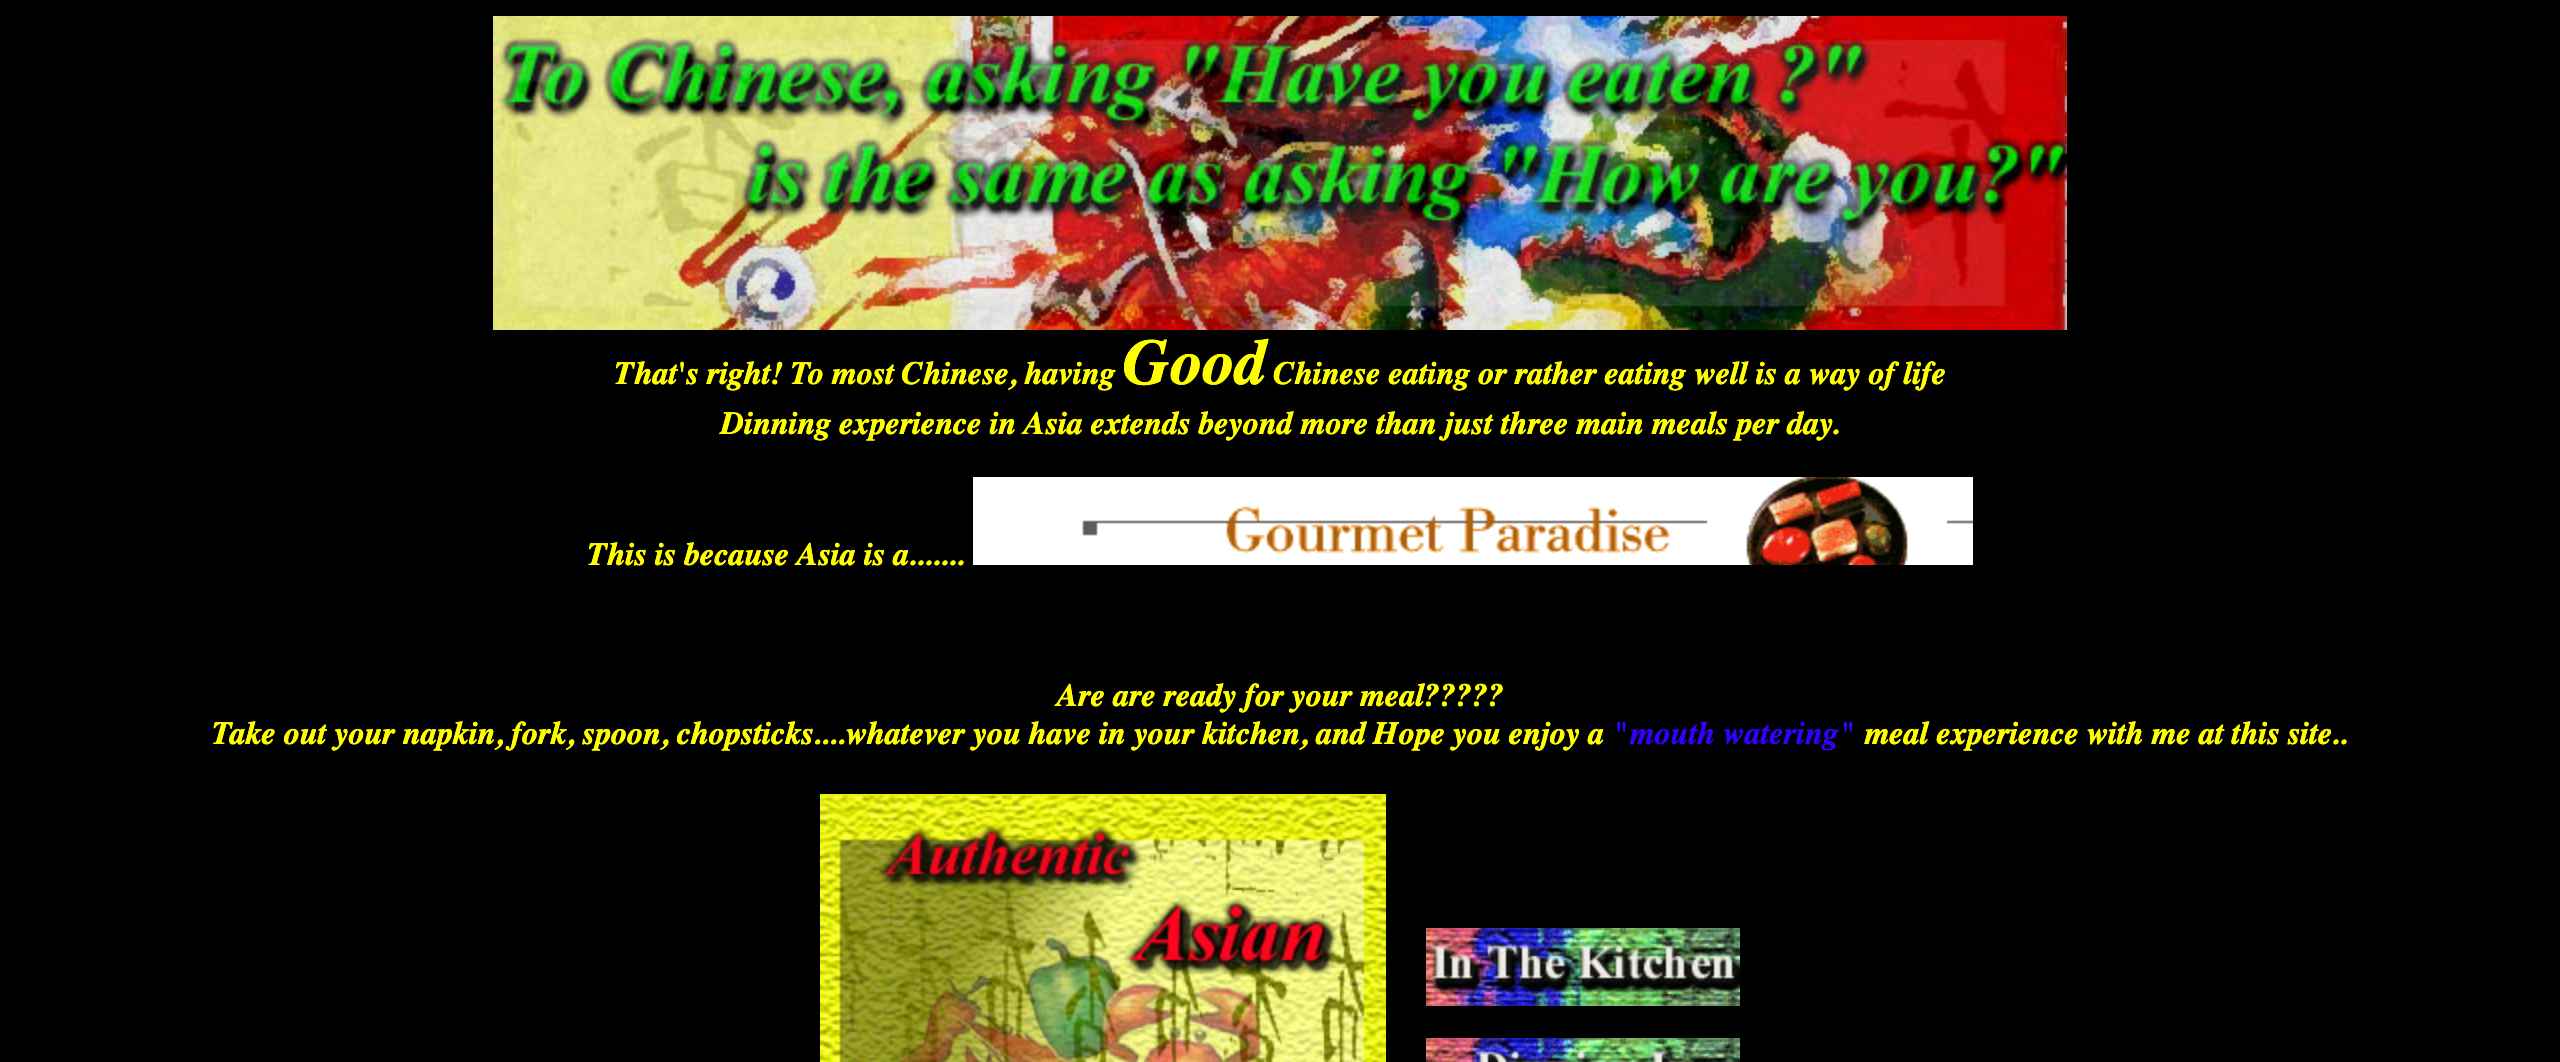 To Chinese, asking "Have you eaten ?"
is the same as asking "How are you?"
That's right! To most Chinese, having Good Chinese eating or rather eating well is a way of life
Dinning experience in Asia extends beyond more than just three main meals per day.
This is because Asia is a....... Gourmet Paradise
Are are ready for your meal?????
Take out your napkin, fork, spoon, chopsticks....whatever you have in your kitchen, and Hope you enjoy a "mouth watering" meal experience with me at this site..
Authentic
Asian
In The Kitchen